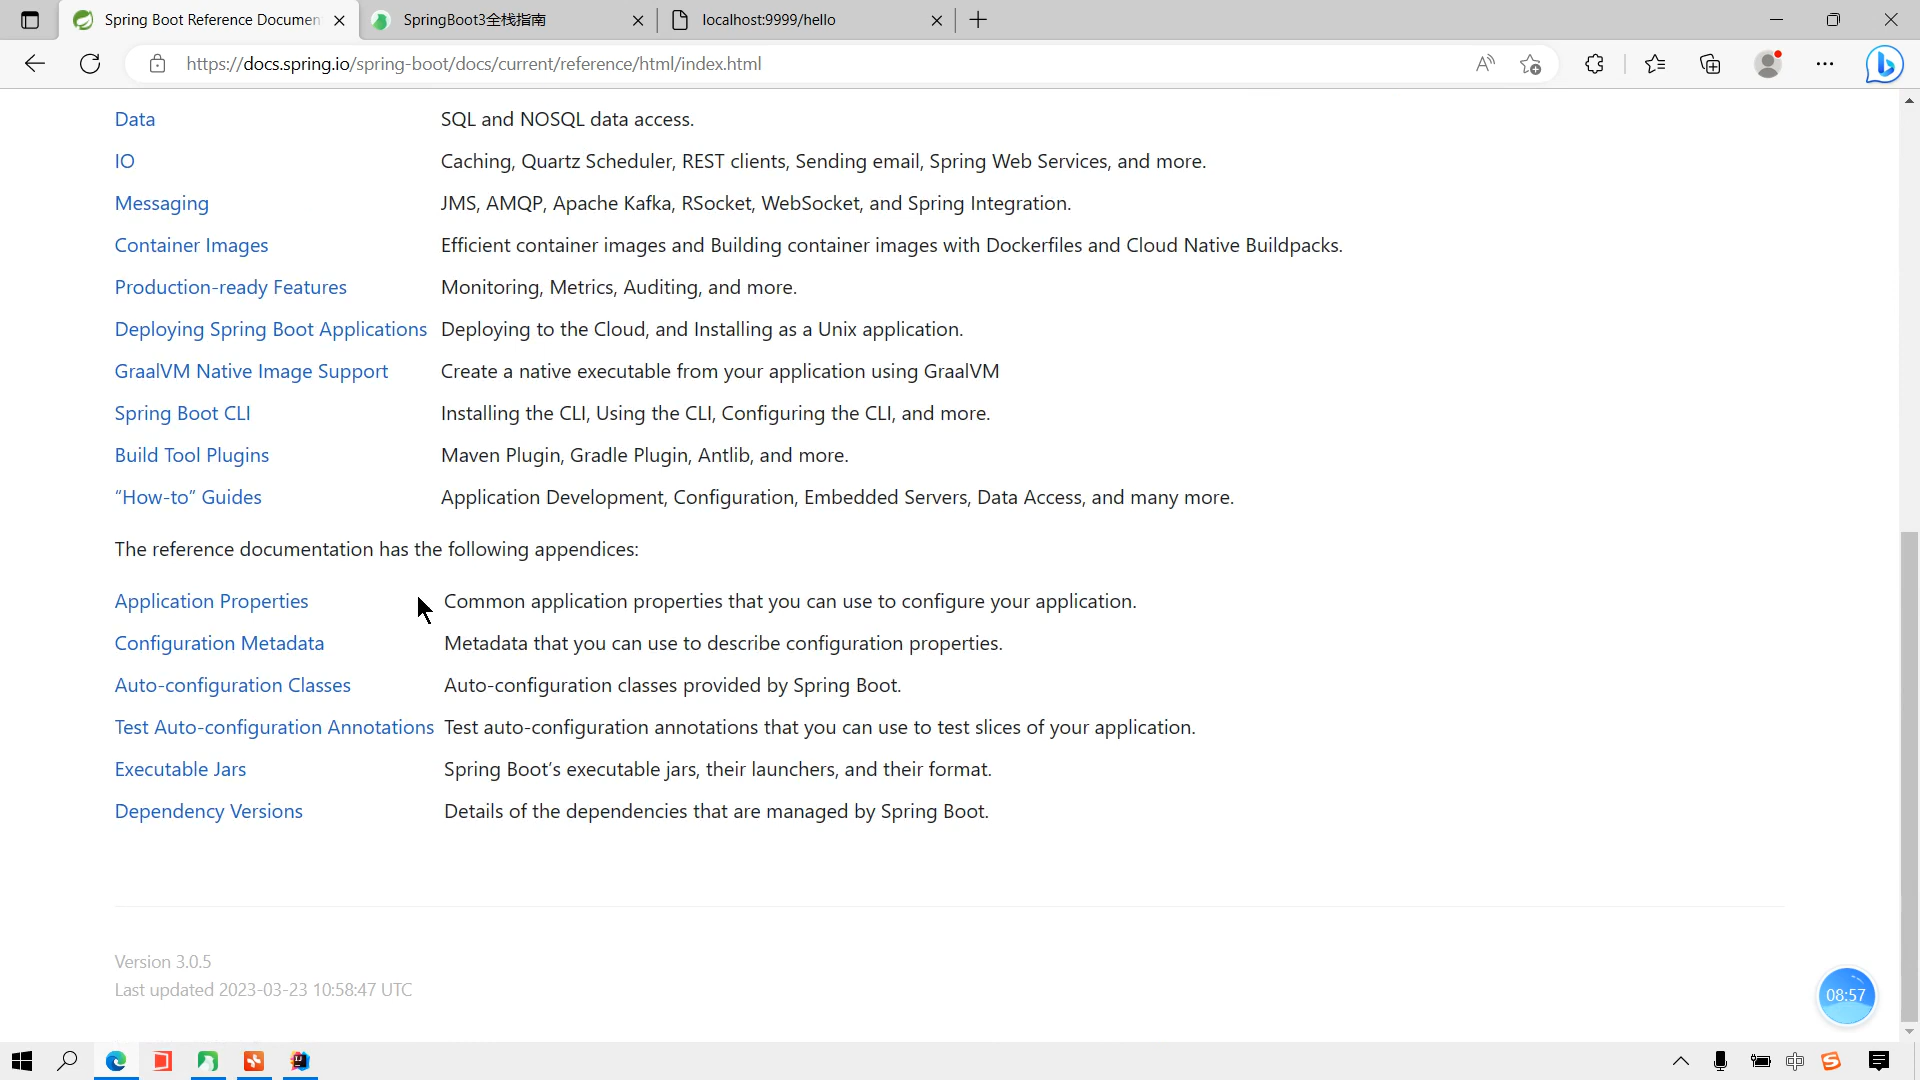 Spring Boot Reference Documen
SpringBoot3全栈指南
localhost:9999/hello
https://docs.spring.io/spring-boot/docs/current/reference/html/index.html
Data SQL and NOSQL data access.
IO Caching, Quartz Scheduler, REST clients, Sending email, Spring Web Services, and more.
Messaging JMS, AMQP, Apache Kafka, RSocket, WebSocket, and Spring Integration.
Container Images Efficient container images and Building container images with Dockerfiles and Cloud Native Buildpacks.
Production-ready Features Monitoring, Metrics, Auditing, and more.
Deploying Spring Boot Applications Deploying to the Cloud, and Installing as a Unix application.
GraalVM Native Image Support Create a native executable from your application using GraalVM
Spring Boot CLI Installing the CLI, Using the CLI, Configuring the CLI, and more.
Build Tool Plugins Maven Plugin, Gradle Plugin, Antlib, and more.
“How-to” Guides Application Development, Configuration, Embedded Servers, Data Access, and many more.
The reference documentation has the following appendices:
Application Properties Common application properties that you can use to configure your application.
Configuration Metadata Metadata that you can use to describe configuration properties.
Auto-configuration Classes Auto-configuration classes provided by Spring Boot.
Test Auto-configuration Annotations Test auto-configuration annotations that you can use to test slices of your application.
Executable Jars Spring Boot’s executable jars, their launchers, and their format.
Dependency Versions Details of the dependencies that are managed by Spring Boot.
Version 3.0.5
Last updated 2023-03-23 10:58:47 UTC
08:57
中